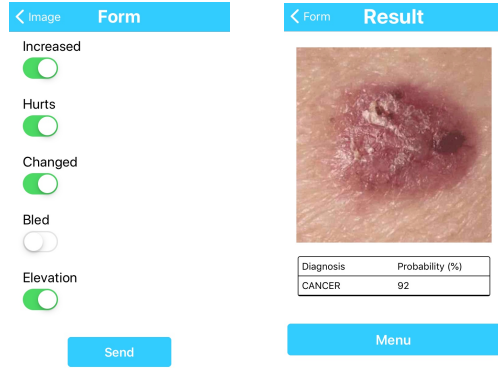 Image
Form
Increased
Hurts
Changed
Bled
Elevation
Send
Form
Result
Diagnosis Probability (%)
CANCER 92
Menu